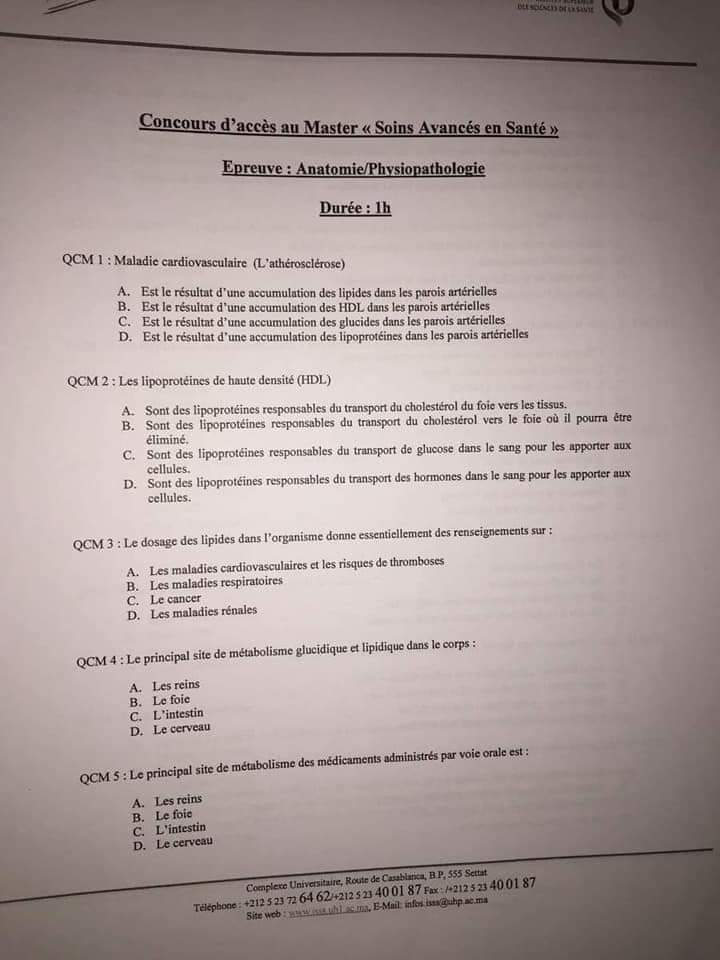 DES SCIENCES DE LA SANTÉ
Concours d'accès au Master « Soins Avancés en Santé »
Epreuve : Anatomie/Physiopathologie
Durée : 1h
QCM 1 : Maladie cardiovasculaire (L'athérosclérose)
A. Est le résultat d'une accumulation des lipides dans les parois artérielles
B. Est le résultat d'une accumulation des HDL dans les parois artérielles
C. Est le résultat d'une accumulation des glucides dans les parois artérielles
D. Est le résultat d'une accumulation des lipoprotéines dans les parois artérielles
QCM 2 : Les lipoprotéines de haute densité (HDL)
A. Sont des lipoprotéines responsables du transport du cholestérol du foie vers les tissus.
B. Sont des lipoprotéines responsables du transport du cholestérol vers le foie où il pourra être
éliminé.
C. Sont des lipoprotéines responsables du transport de glucose dans le sang pour les apporter aux
cellules.
D. Sont des lipoprotéines responsables du transport des hormones dans le sang pour les apporter aux
cellules.
QCM 3 : Le dosage des lipides dans l'organisme donne essentiellement des renseignements sur :
A. Les maladies cardiovasculaires et les risques de thromboses
B. Les maladies respiratoires
C. Le cancer
D. Les maladies rénales
QCM 4 : Le principal site de métabolisme glucidique et lipidique dans le corps :
A. Les reins
B. Le foie
C. L'intestin
D. Le cerveau
QCM 5 : Le principal site de métabolisme des médicaments administrés par voie orale est :
A. Les reins
B. Le foie
C. L'intestin
D. Le cerveau
Complexe Universitaire, Route de Casablanca, B.P, 555 Settat
Téléphone : +212 5 23 72 64 62/+212 5 23 40 01 87 Fax : /+212 5 23 40 01 87
Site web : www.issa.uh1.ac.ma, E-Mail: infos.isss@uhp.ac.ma